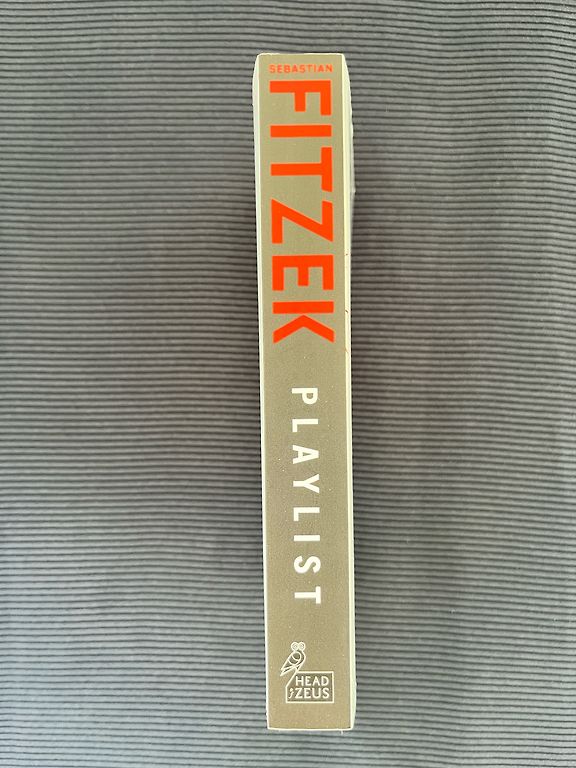 SEBASTIAN
FITZEK
PLAYLIST
HEAD
of ZEUS